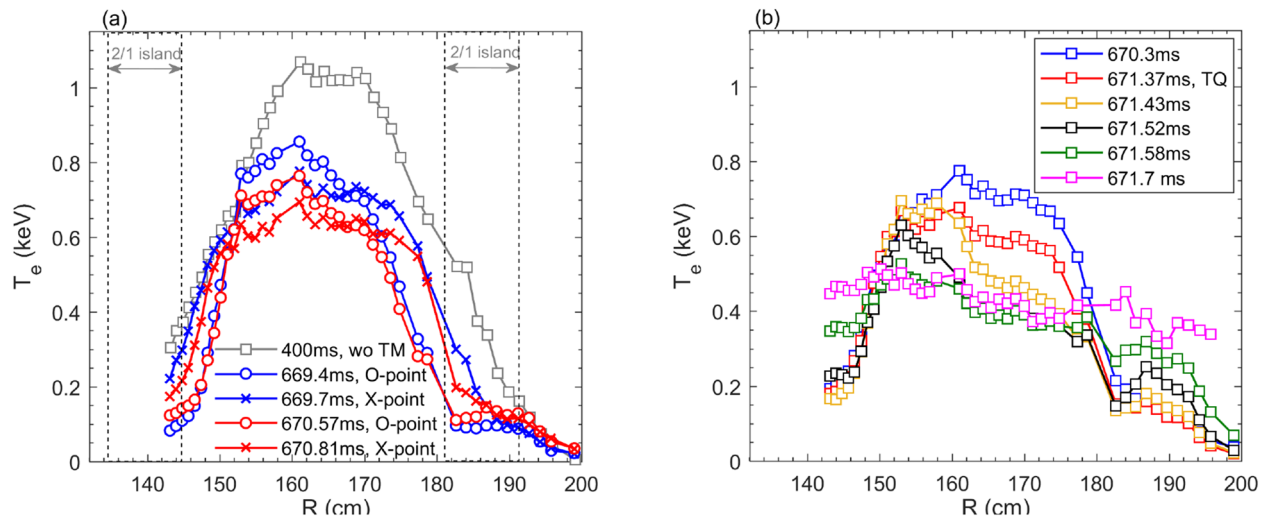 (a)
2/1 island
2/1 island
1
0.8
0.6
0.4
0.2
0
T_e (keV)
400ms, wo TM
669.4ms, O-point
669.7ms, X-point
670.57ms, O-point
670.81ms, X-point
140 150 160 170 180 190 200
R (cm)
(b)
670.3ms
671.37ms, TQ
671.43ms
671.52ms
671.58ms
671.7 ms
1
0.8
0.6
0.4
0.2
0
T_e (keV)
140 150 160 170 180 190 200
R (cm)